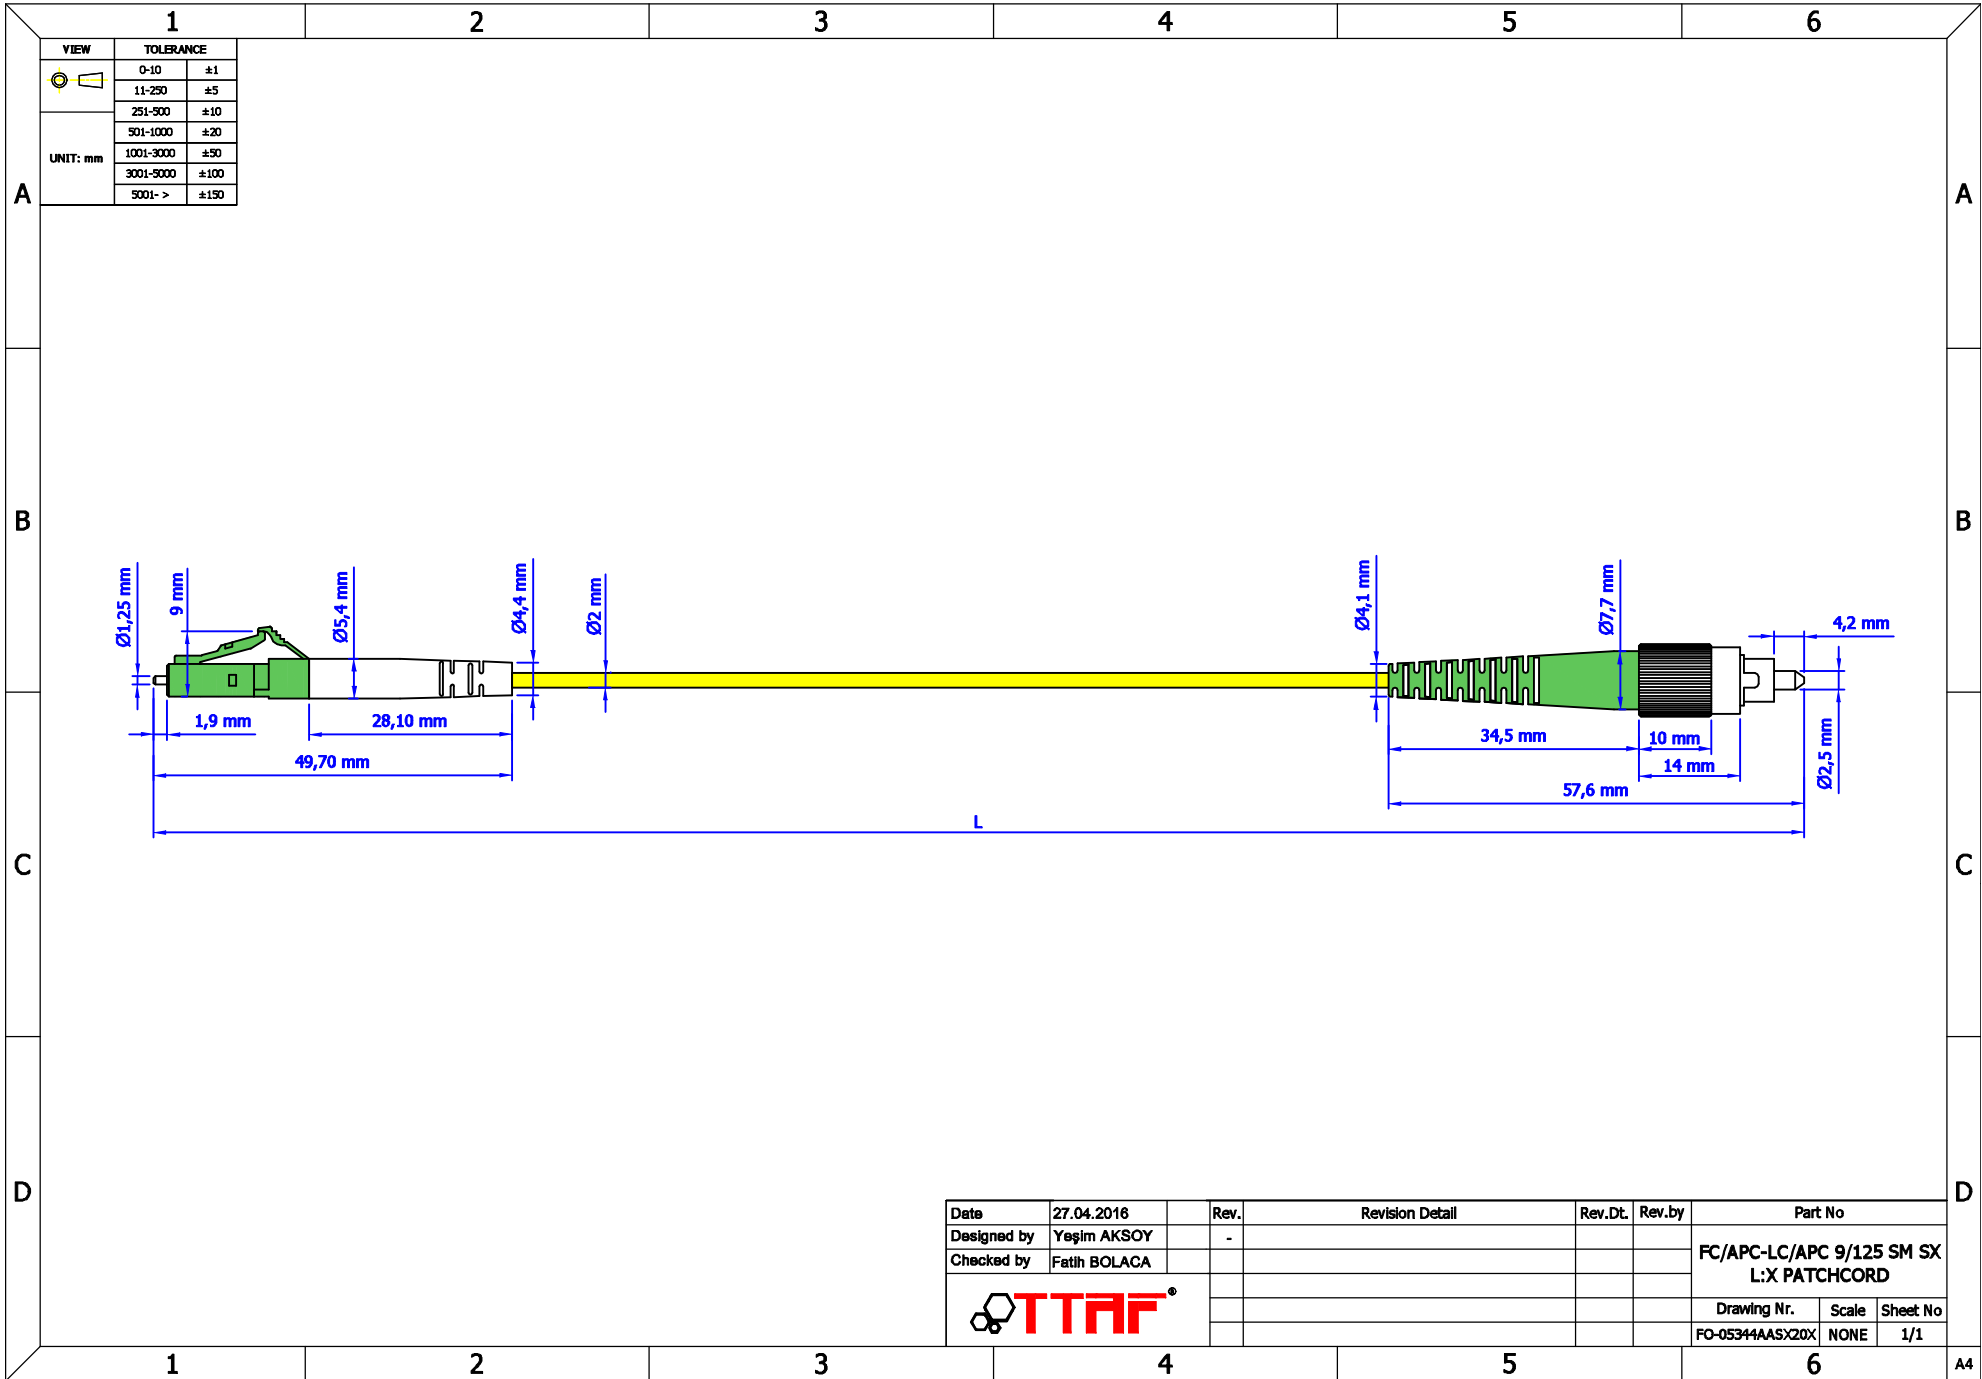 1 2 3 4 5 6
VIEW TOLERANCE
0-10 ±1
11-250 ±5
251-500 ±10
501-1000 ±20
UNIT: mm
1001-3000 ±50
3001-5000 ±100
5001- > ±150
A A
B B
Ø1,25 mm
9 mm
Ø5,4 mm
Ø4,4 mm
Ø2 mm
Ø4,1 mm
Ø7,7 mm
4,2 mm
1,9 mm
28,10 mm
49,70 mm
34,5 mm
10 mm
14 mm
Ø2,5 mm
57,6 mm
L
C C
D D
Date 27.04.2016 Rev. Revision Detail Rev.Dt. Rev.by Part No
Designed by Yeşim AKSOY -
Checked by Fatih BOLACA
FC/APC-LC/APC 9/125 SM SX
L:X PATCHCORD
TTAF®
Drawing Nr. Scale Sheet No
FO-05344AASX20X NONE 1/1
1 2 3 4 5 6 A4